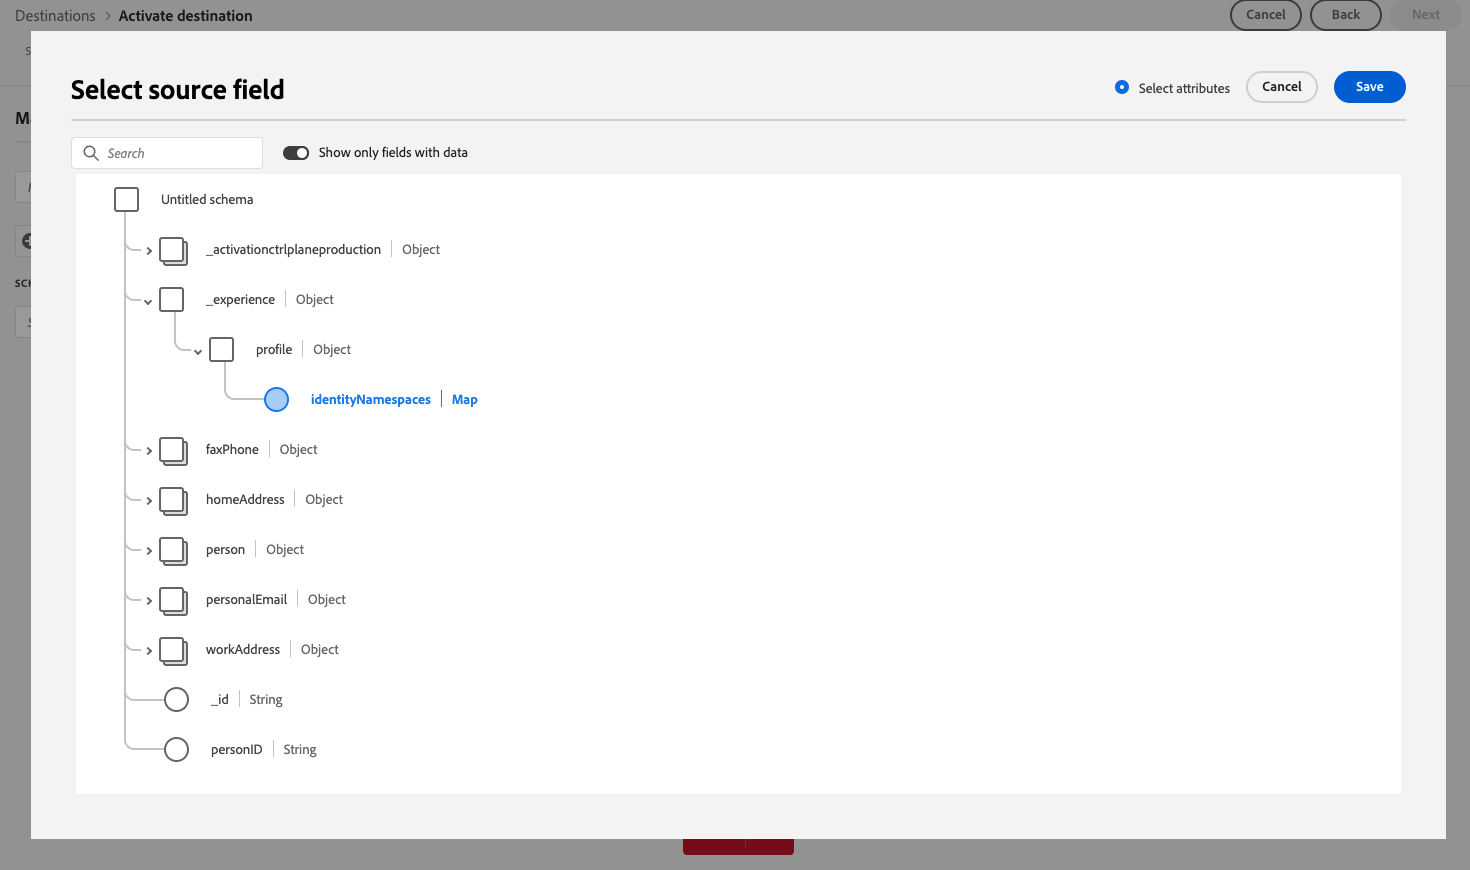 Destinations > Activate destination
Cancel Back Next
Select source field
Select attributes Cancel Save
Search Show only fields with data
Untitled schema
_activationctrlplaneproduction | Object
_experience | Object
profile | Object
identityNamespaces | Map
faxPhone | Object
homeAddress | Object
person | Object
personalEmail | Object
workAddress | Object
_id | String
personID | String